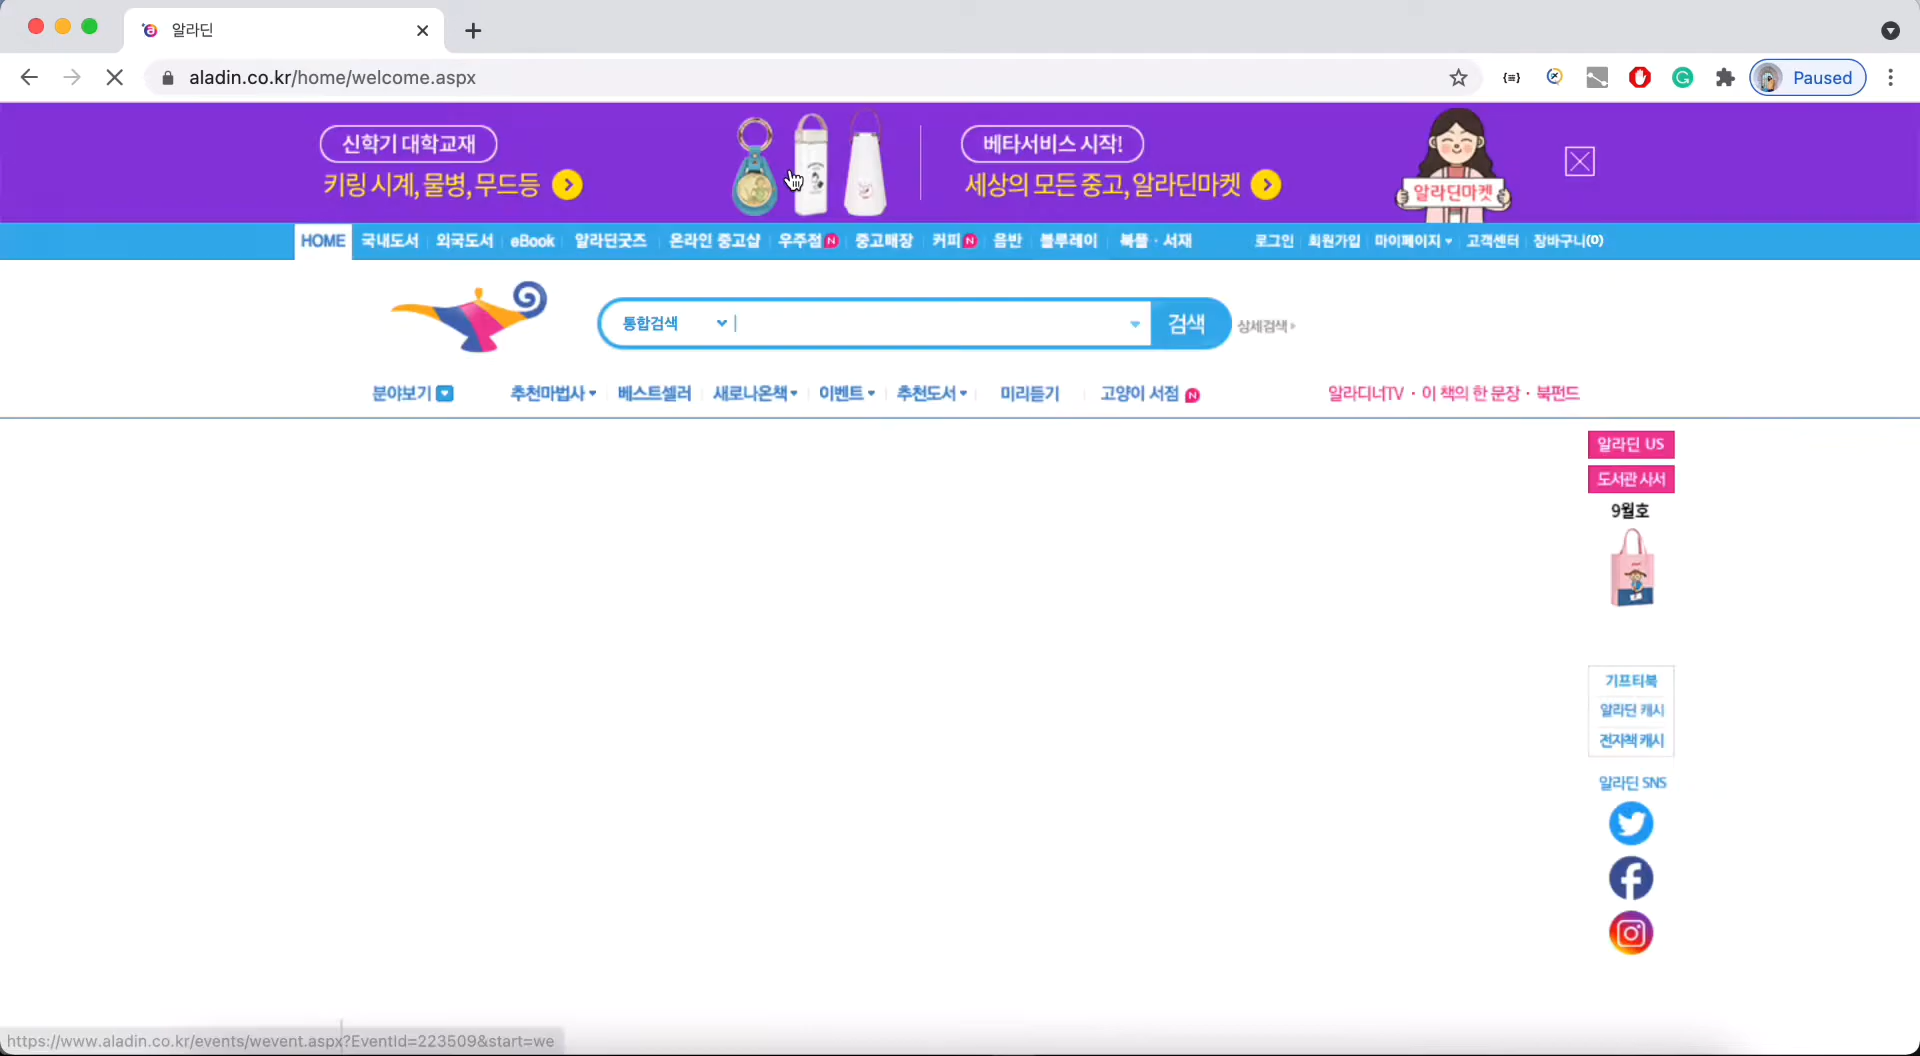 알라딘
aladin.co.kr/home/welcome.aspx
Paused
신학기 대학교재
키링 시계, 물병, 무드등
베타서비스 시작!
세상의 모든 중고, 알라딘마켓
알라딘마켓
HOME 국내도서 외국도서 eBook 알라딘굿즈 온라인 중고샵 우주점 N 중고매장 커피 N 음반 블루레이 북플 · 서재 로그인 회원가입 마이페이지 고객센터 장바구니(0)
통합검색
검색
상세검색
분야보기 추천마법사 베스트셀러 새로나온책 이벤트 추천도서 미리듣기 고양이 서점 N 알라디너TV · 이 책의 한 문장 · 북펀드
알라딘 US
도서관 사서
9월호
기프티북
알라딘 캐시
전자책 캐시
알라딘 SNS
https://www.aladin.co.kr/events/wevent.aspx?EventId=223509&start=we